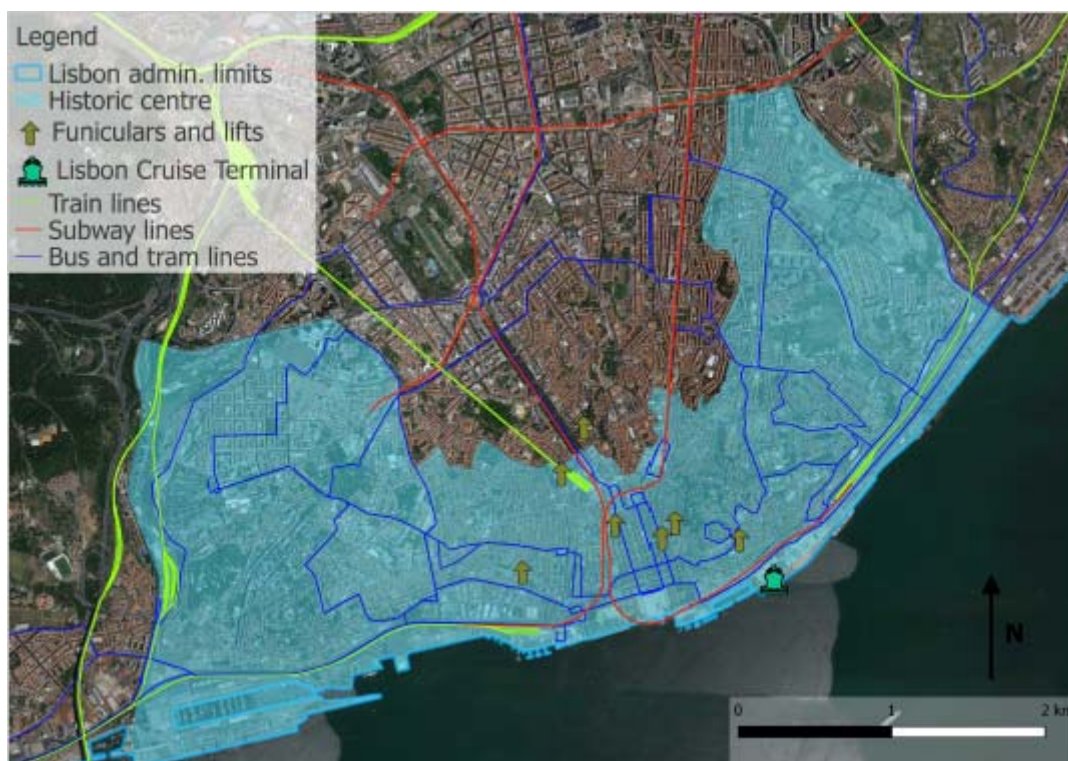 Legend
Lisbon admin. limits
Historic centre
Funiculars and lifts
Lisbon Cruise Terminal
Train lines
Subway lines
Bus and tram lines
N
0 1 2 km